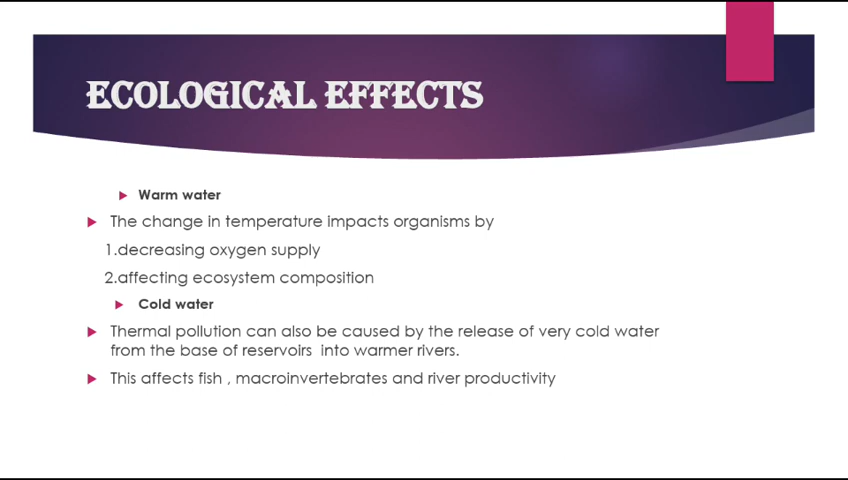 ECOLOGICAL EFFECTS
Warm water
The change in temperature impacts organisms by
1.decreasing oxygen supply
2.affecting ecosystem composition
Cold water
Thermal pollution can also be caused by the release of very cold water
from the base of reservoirs into warmer rivers.
This affects fish , macroinvertebrates and river productivity